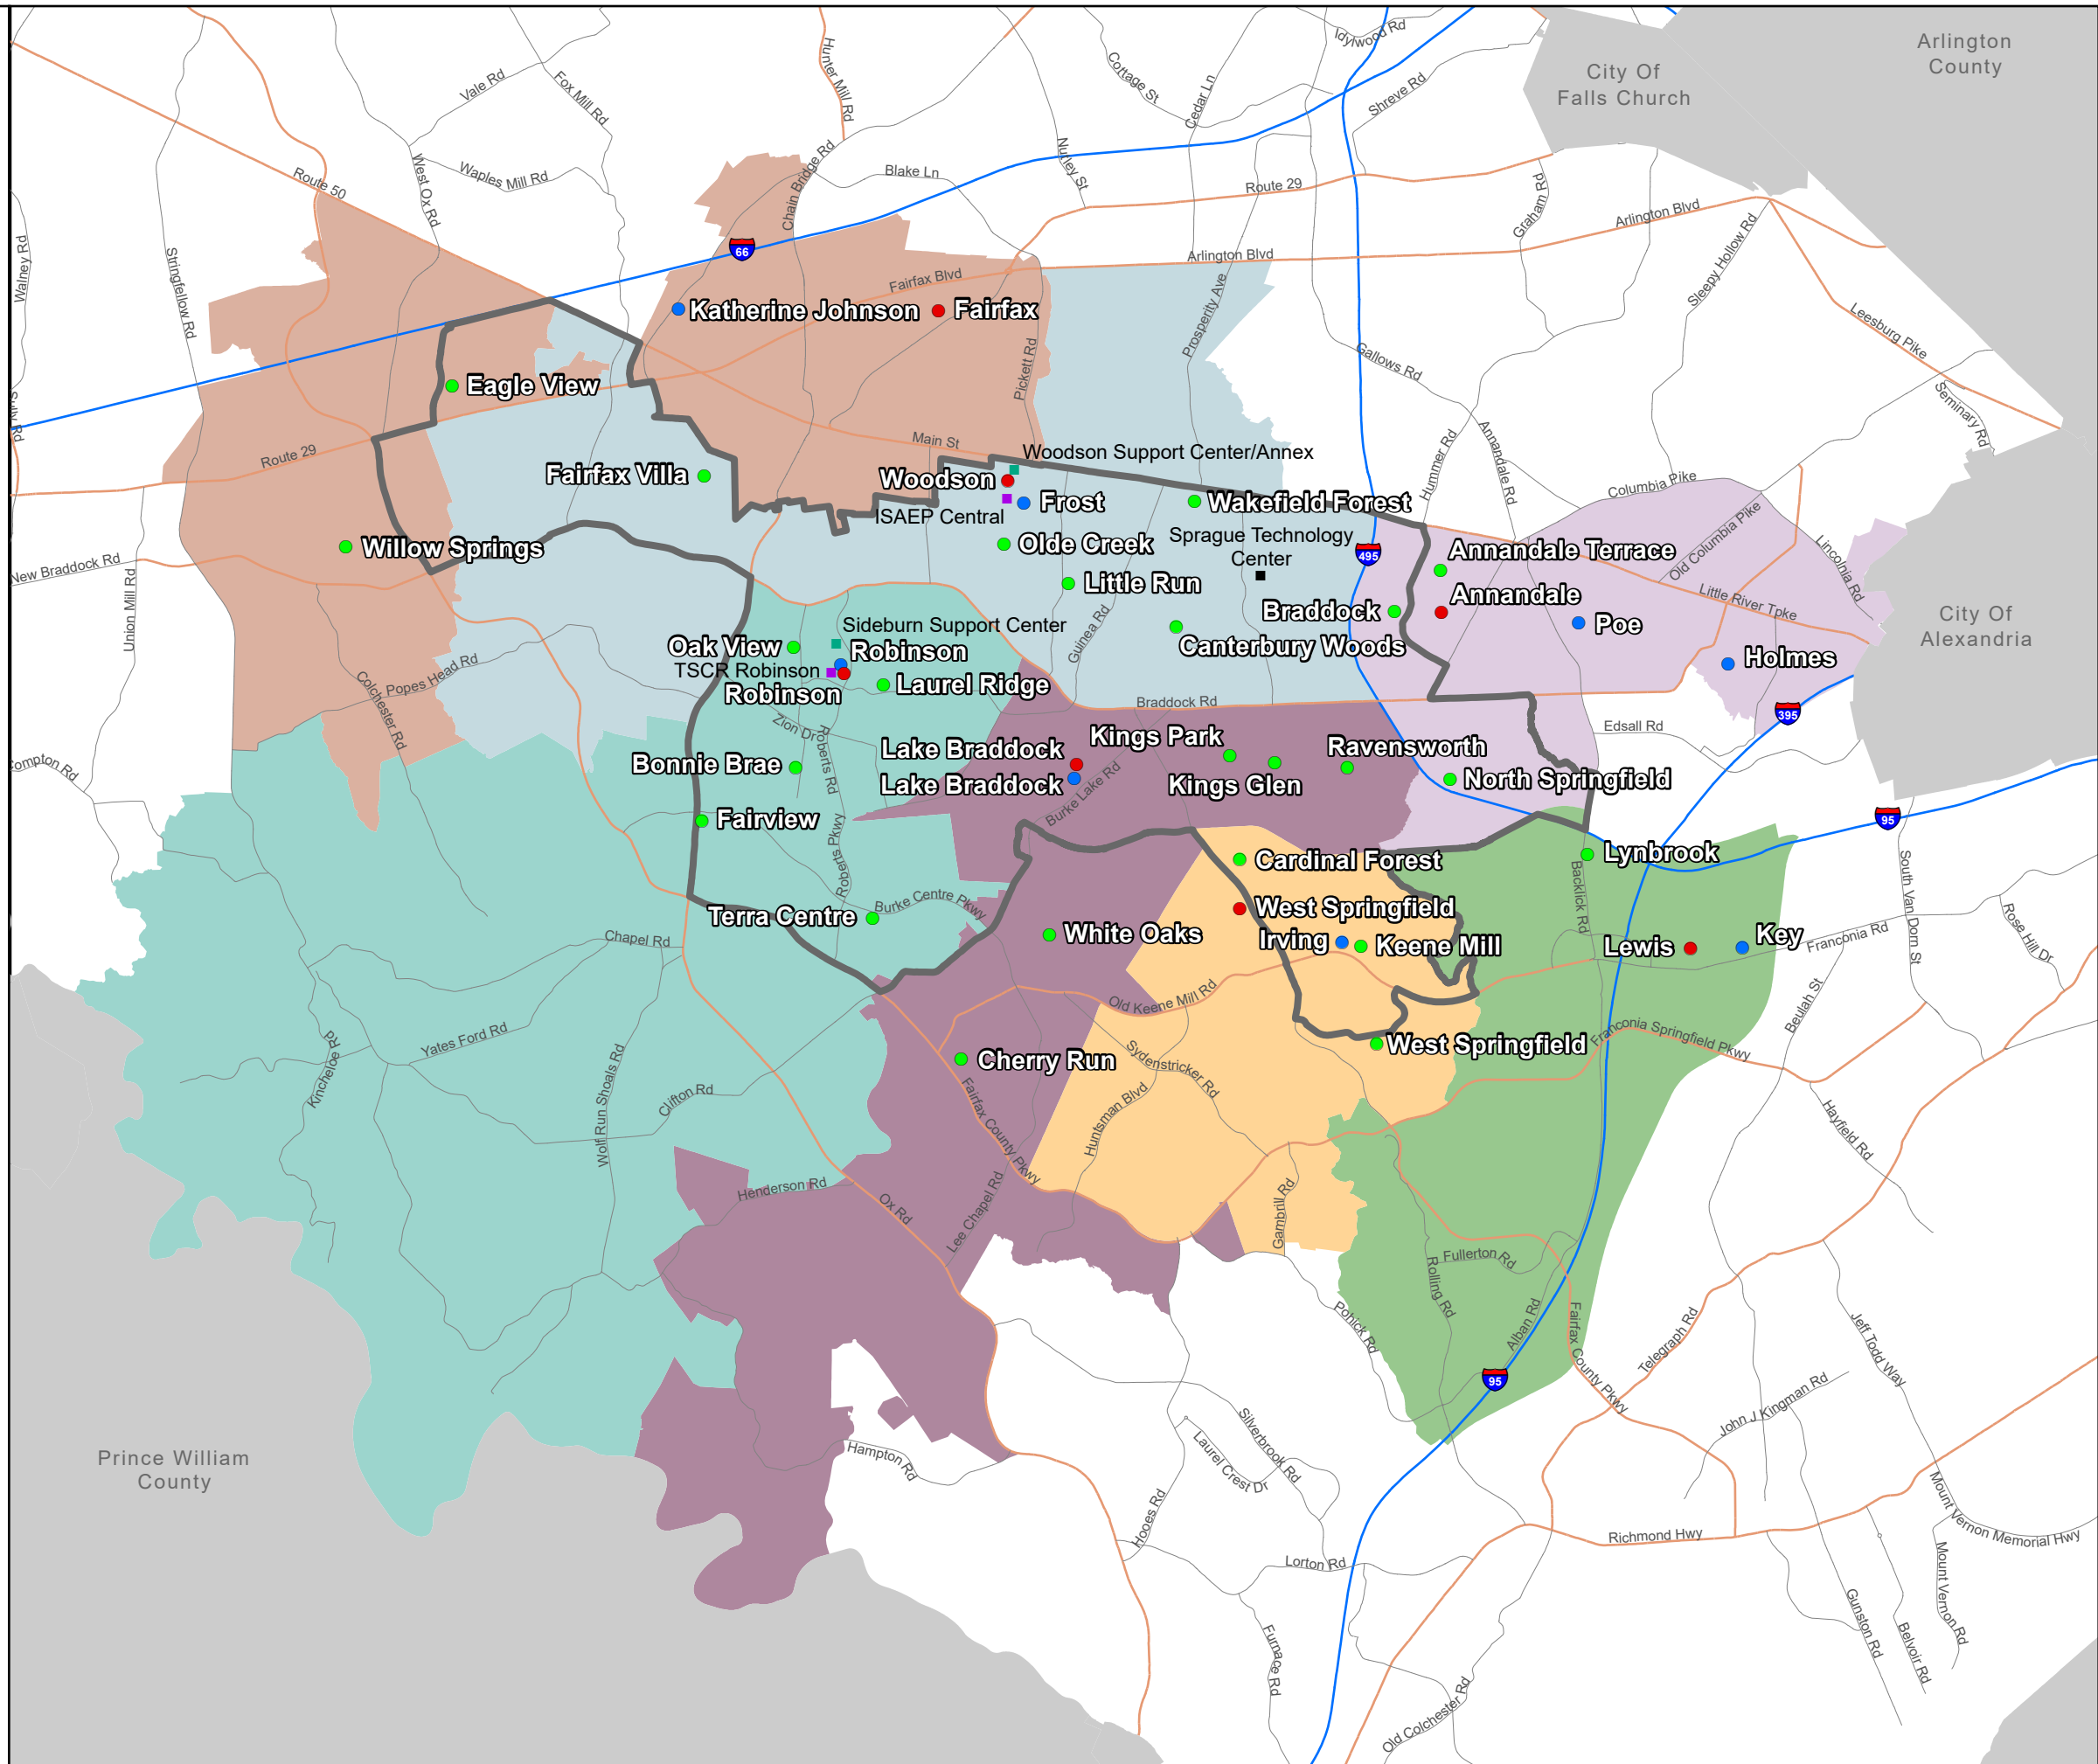 Arlington
County
City Of
Falls Church
Idylwood Rd
Hunter Mill Rd
Cottage St
Cedar Ln
Shreve Rd
Vale Rd
Fox Mill Rd
Route 50
West Ox Rd
Waples Mill Rd
Chain Bridge Rd
Blake Ln
Nutley St
Route 29
Graham Rd
Arlington Blvd
Sleepy Hollow Rd
Walney Rd
Stringfellow Rd
66
Arlington Blvd
Fairfax Blvd
Prosperity Ave
Katherine Johnson
Fairfax
Pickett Rd
Gallows Rd
Leesburg Pike
Seminary Rd
Eagle View
Route 29
Main St
Woodson Support Center/Annex
Hummer Rd
Annandale Rd
Columbia Pike
Fairfax Villa
Woodson
Frost
Wakefield Forest
ISAEP Central
Olde Creek
Sprague Technology
Center
495
Annandale Terrace
Old Columbia Pike
Lincolnia Rd
Willow Springs
New Braddock Rd
Union Mill Rd
Little Run
Braddock
Annandale
Little River Tpke
Poe
City Of
Alexandria
Sideburn Support Center
Guinea Rd
Oak View
Robinson
TSCR Robinson
Robinson
Laurel Ridge
Canterbury Woods
Holmes
Popes Head Rd
Colchester Rd
Braddock Rd
395
Edsall Rd
Zion Dr
Roberts Rd
Lake Braddock
Kings Park
Ravensworth
Bonnie Brae
Lake Braddock
Kings Glen
North Springfield
Compton Rd
Burke Lake Rd
Fairview
95
Roberts Pkwy
Cardinal Forest
Lynbrook
Backlick Rd
South Van Dorn St
Terra Centre
Burke Centre Pkwy
West Springfield
White Oaks
Irving
Keene Mill
Lewis
Key
Franconia Rd
Rose Hill Dr
Chapel Rd
Old Keene Mill Rd
Beulah St
Kincheloe Rd
Yates Ford Rd
Wolf Run Shoals Rd
Clifton Rd
Cherry Run
Sydenstricker Rd
West Springfield
Franconia Springfield Pkwy
Fairfax County Pkwy
Huntsman Blvd
Hayfield Rd
Henderson Rd
Ox Rd
Lee Chapel Rd
Gambrill Rd
Fullerton Rd
Rolling Rd
Pohick Rd
Alban Rd
Fairfax County Pkwy
Telegraph Rd
Jeff Todd Way
95
John J Kingman Rd
Prince William
County
Hampton Rd
Silverbrook Rd
Laurel Crest Dr
Hooes Rd
Lorton Rd
Richmond Hwy
Mount Vernon Memorial Hwy
Mount Vernon Rd
Gunston Rd
Belvoir Rd
Furnace Rd
Old Colchester Rd